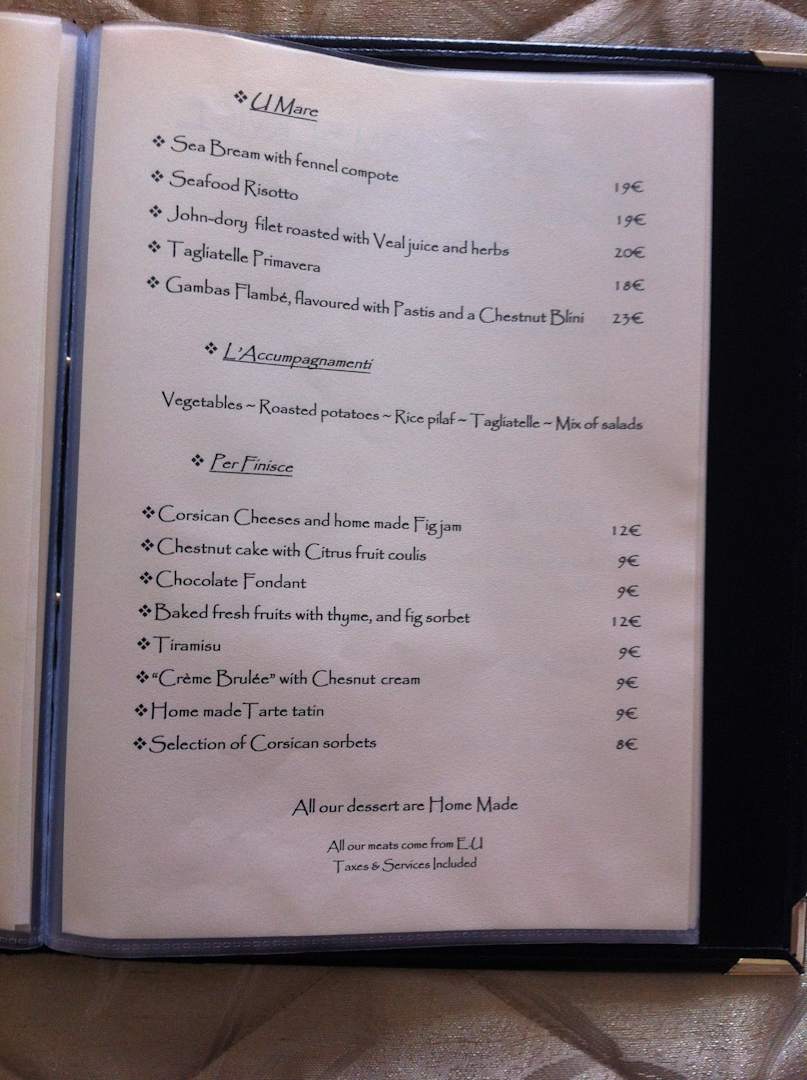 ❖ U Mare
❖ Sea Bream with fennel compote 19€
❖ Seafood Risotto 19€
❖ John-dory filet roasted with Veal juice and herbs 20€
❖ Tagliatelle Primavera 18€
❖ Gambas Flambé, flavoured with Pastis and a Chestnut Blini 23€
❖ L'Accumpagnamenti
Vegetables ~ Roasted potatoes ~ Rice pilaf ~ Tagliatelle ~ Mix of salads
❖ Per Finisce
❖ Corsican Cheeses and home made Fig jam 12€
❖ Chestnut cake with Citrus fruit coulis 9€
❖ Chocolate Fondant 9€
❖ Baked fresh fruits with thyme, and fig sorbet 12€
❖ Tiramisu 9€
❖ "Crème Brulée" with Chesnut cream 9€
❖ Home made Tarte tatin 9€
❖ Selection of Corsican sorbets 8€
All our dessert are Home Made
All our meats come from E.U
Taxes & Services Included